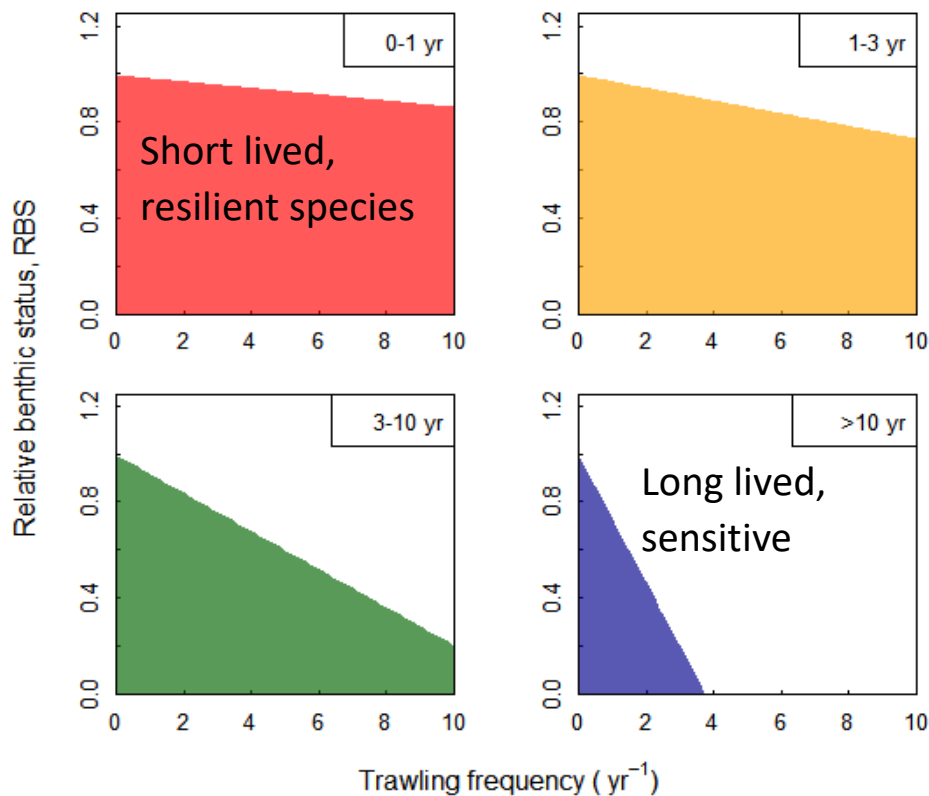 Relative benthic status, RBS
0-1 yr
Short lived,
resilient species
0.0 0.4 0.8 1.2
0 2 4 6 8 10
1-3 yr
0.0 0.4 0.8 1.2
0 2 4 6 8 10
3-10 yr
0.0 0.4 0.8 1.2
0 2 4 6 8 10
>10 yr
Long lived,
sensitive
0.0 0.4 0.8 1.2
0 2 4 6 8 10
Trawling frequency ( yr⁻¹)